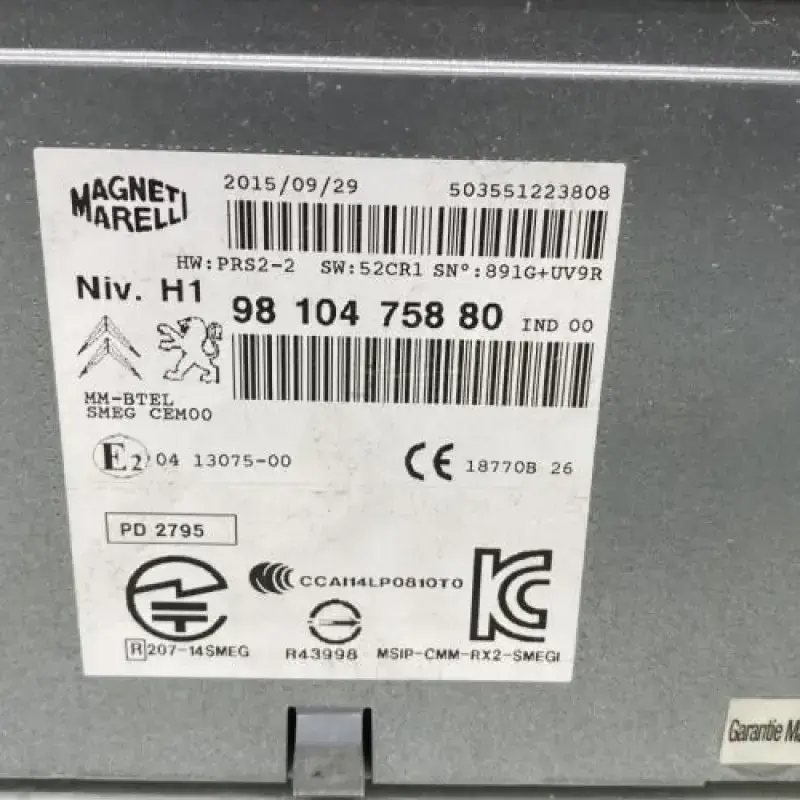 MAGNETI
MARELLI
2015/09/29 503551223808
HW:PRS2-2 SW:52CR1 SN°:891G+UV9R
Niv. H1
98 104 758 80 IND 00
MM-BTEL
SMEG CEM00
E2 04 13075-00
CE 18770B 26
PD 2795
CCAI14LP0810T0
R 207-14SMEG
R43998
MSIP-CMM-RX2-SMEGI
Garantie